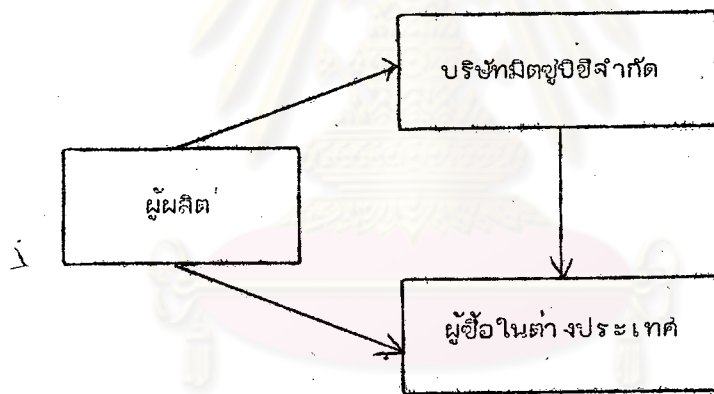 บริษัทมิตซูบิชิจำกัด
ผู้ผลิต
ผู้ซื้อในต่างประเทศ